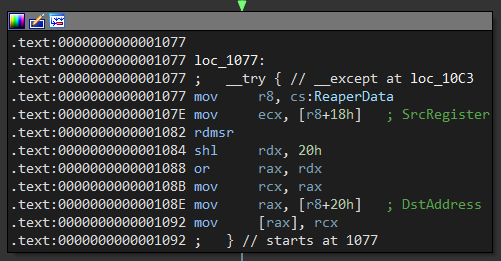 .text:0000000000001077
.text:0000000000001077 loc_1077:
.text:0000000000001077 ;   __try { // __except at loc_10C3
.text:0000000000001077 mov     r8, cs:ReaperData
.text:000000000000107E mov     ecx, [r8+18h]   ; SrcRegister
.text:0000000000001082 rdmsr
.text:0000000000001084 shl     rdx, 20h
.text:0000000000001088 or      rax, rdx
.text:000000000000108B mov     rcx, rax
.text:000000000000108E mov     rax, [r8+20h]   ; DstAddress
.text:0000000000001092 mov     [rax], rcx
.text:0000000000001092 ;   } // starts at 1077